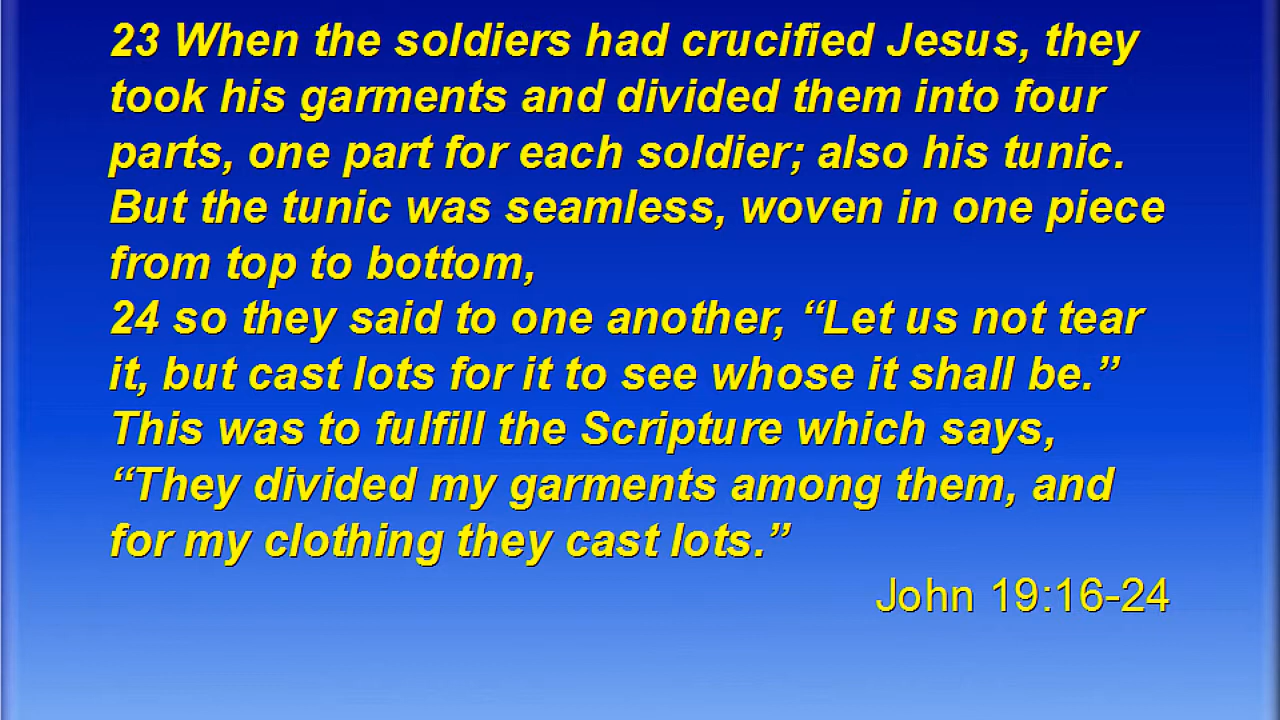 23 When the soldiers had crucified Jesus, they
took his garments and divided them into four
parts, one part for each soldier; also his tunic.
But the tunic was seamless, woven in one piece
from top to bottom,
24 so they said to one another, “Let us not tear
it, but cast lots for it to see whose it shall be.”
This was to fulfill the Scripture which says,
“They divided my garments among them, and
for my clothing they cast lots.”
John 19:16-24